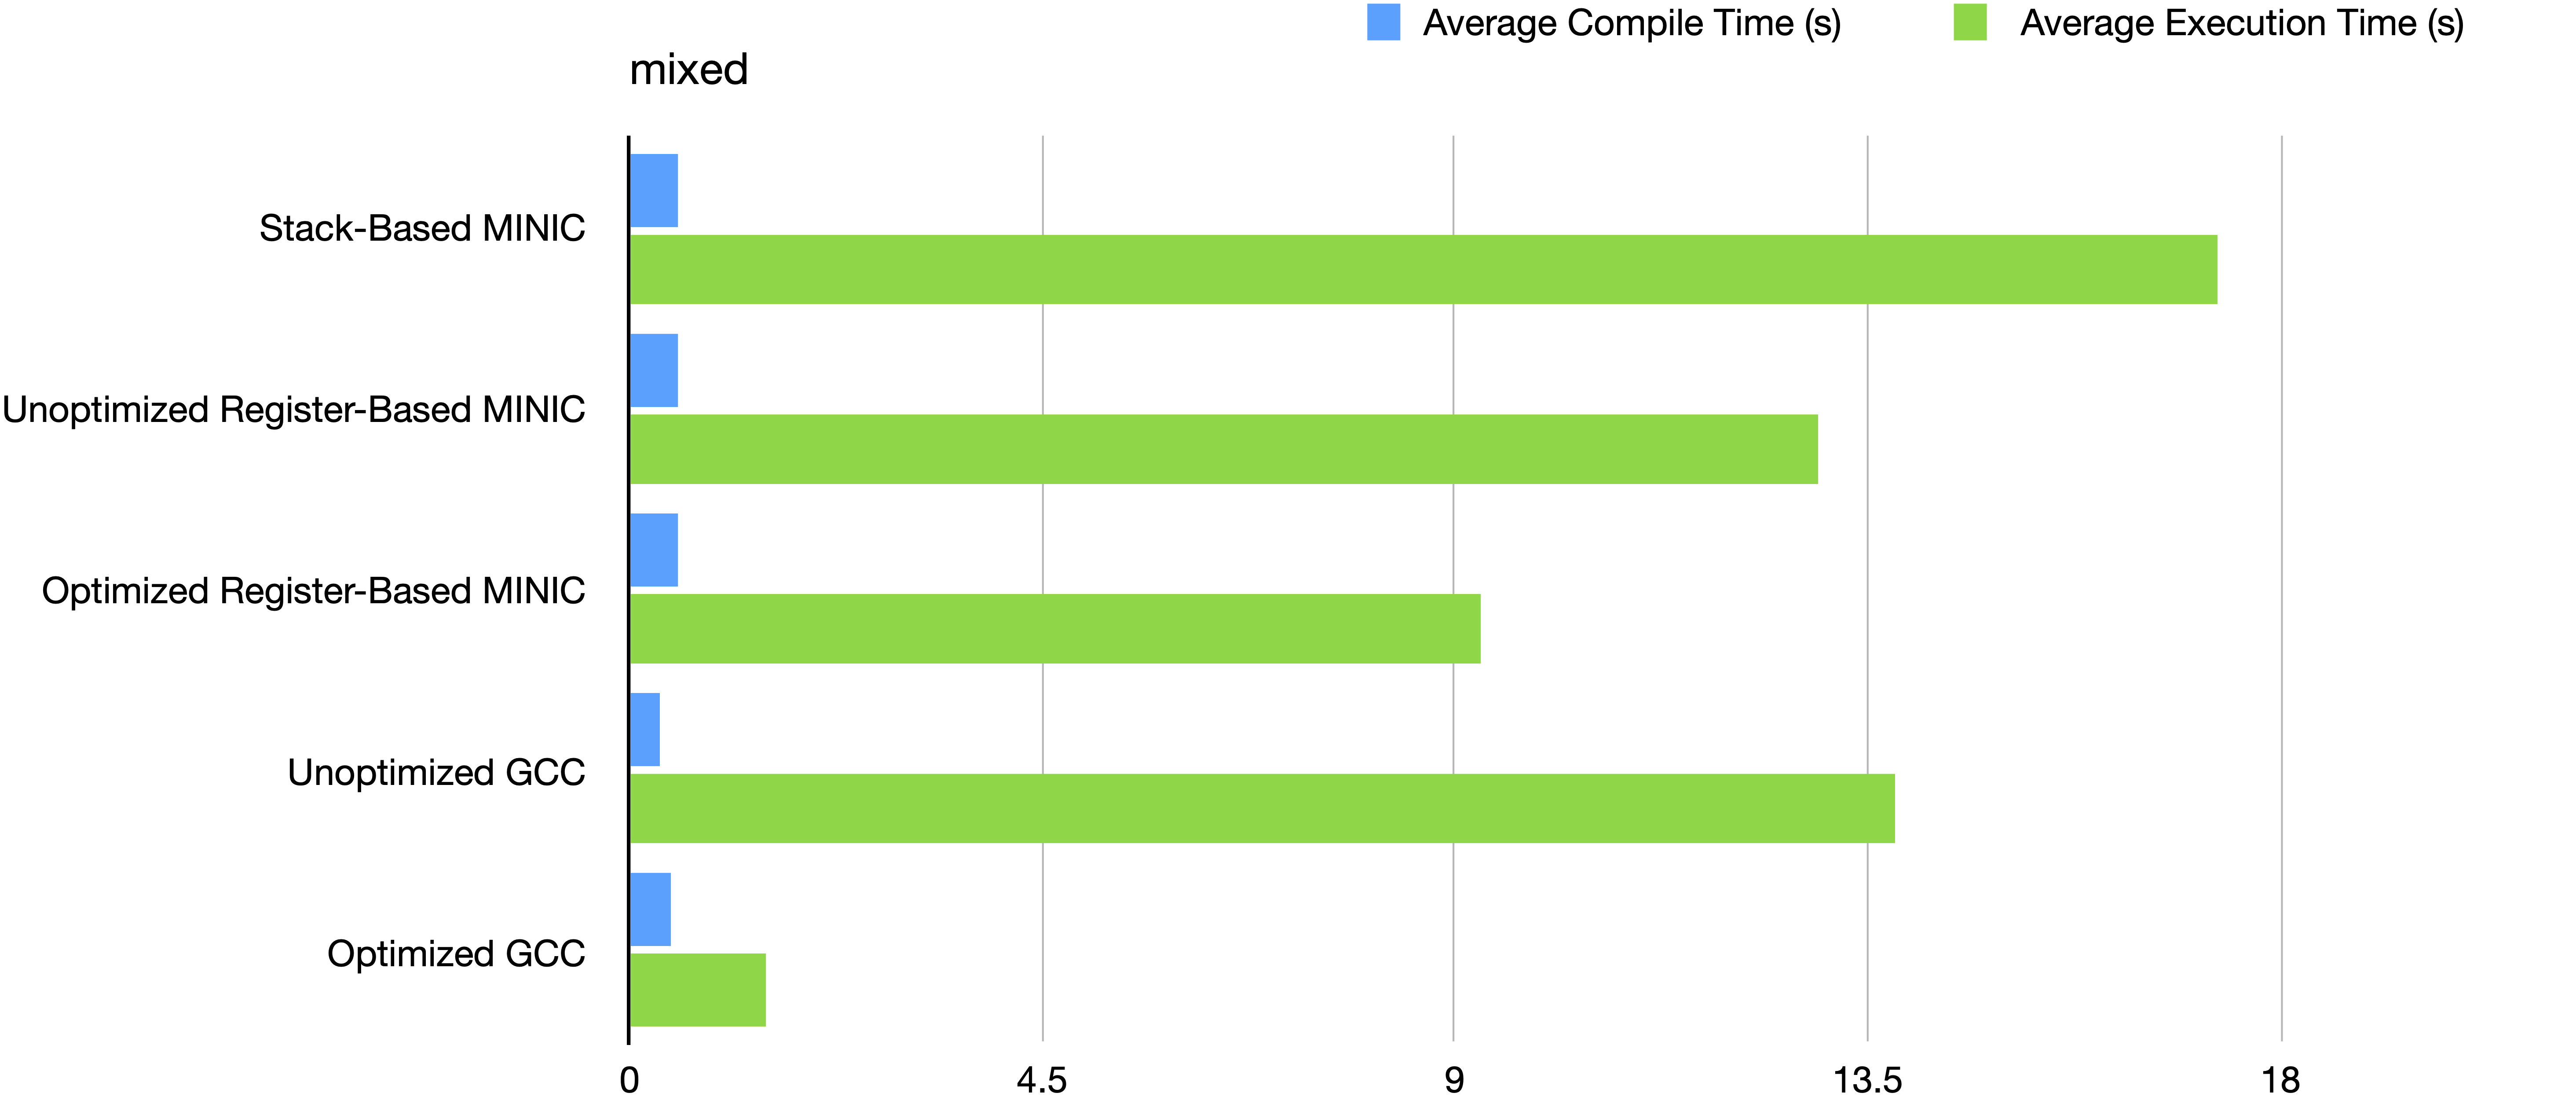 Average Compile Time (s)
Average Execution Time (s)
mixed
Stack-Based MINIC
Unoptimized Register-Based MINIC
Optimized Register-Based MINIC
Unoptimized GCC
Optimized GCC
0
4.5
9
13.5
18